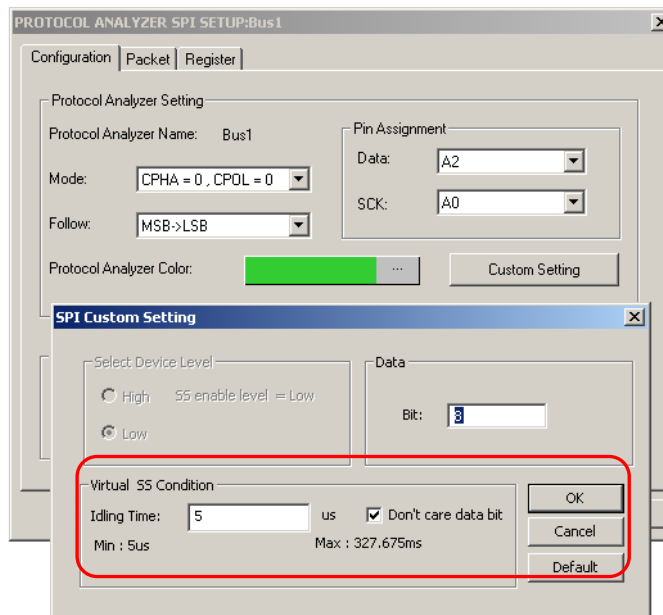 PROTOCOL ANALYZER SPI SETUP:Bus1
Configuration Packet Register
Protocol Analyzer Setting
Protocol Analyzer Name: Bus1
Mode: CPHA = 0 , CPOL = 0
Follow: MSB->LSB
Pin Assignment
Data: A2
SCK: A0
Protocol Analyzer Color: ... Custom Setting
SPI Custom Setting
Select Device Level
High SS enable level = Low
Low
Data
Bit: 8
Virtual SS Condition
Idling Time: 5 us Don't care data bit
Min : 5us Max : 327.675ms
OK
Cancel
Default